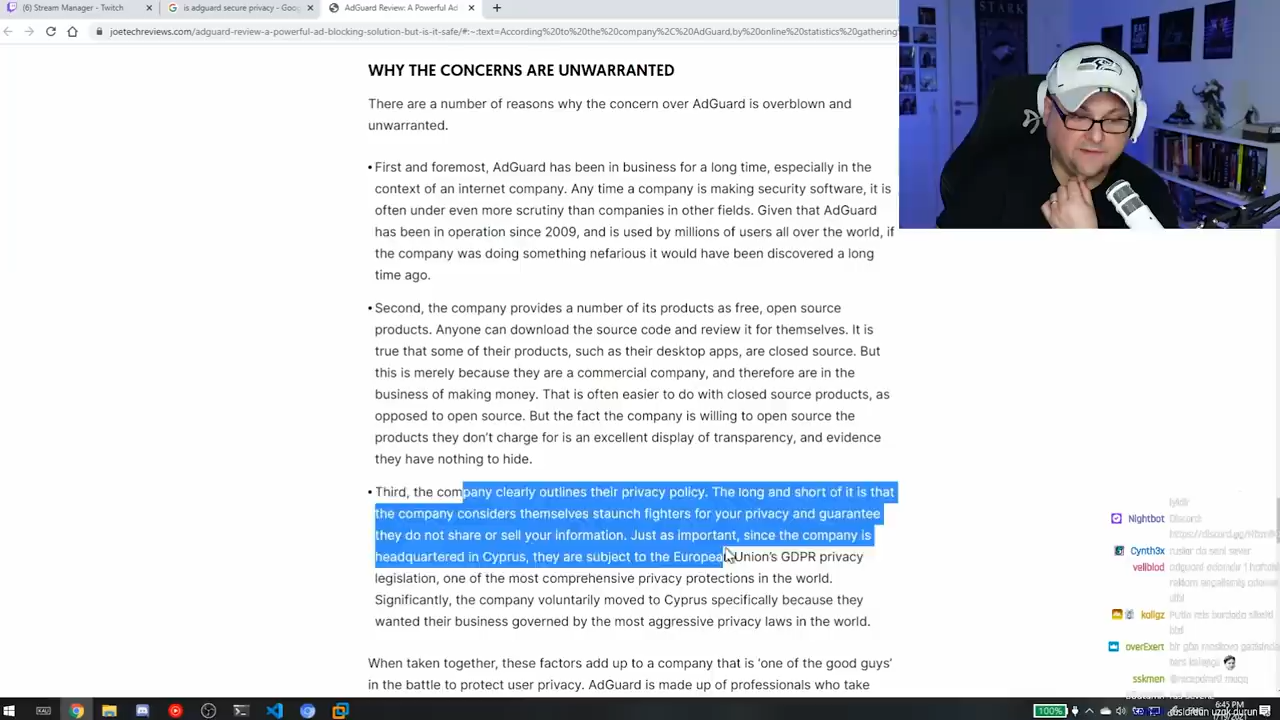 (6) Stream Manager - Twitch
is adguard secure privacy - Goo
AdGuard Review: A Powerful Ad
joetechreviews.com/adguard-review-a-powerful-ad-blocking-solution-but-is-it-safe/#:~:text=According%20to%20the%20company%2C%20AdGuard,by%20online%20statistics%20gathering
STARK
WHY THE CONCERNS ARE UNWARRANTED
There are a number of reasons why the concern over AdGuard is overblown and
unwarranted.
• First and foremost, AdGuard has been in business for a long time, especially in the
context of an internet company. Any time a company is making security software, it is
often under even more scrutiny than companies in other fields. Given that AdGuard
has been in operation since 2009, and is used by millions of users all over the world, if
the company was doing something nefarious it would have been discovered a long
time ago.
• Second, the company provides a number of its products as free, open source
products. Anyone can download the source code and review it for themselves. It is
true that some of their products, such as their desktop apps, are closed source. But
this is merely because they are a commercial company, and therefore are in the
business of making money. That is often easier to do with closed source products, as
opposed to open source. But the fact the company is willing to open source the
products they don't charge for is an excellent display of transparency, and evidence
they have nothing to hide.
• Third, the company clearly outlines their privacy policy. The long and short of it is that
the company considers themselves staunch fighters for your privacy and guarantee
they do not share or sell your information. Just as important, since the company is
headquartered in Cyprus, they are subject to the European Union's GDPR privacy
legislation, one of the most comprehensive privacy protections in the world.
Significantly, the company voluntarily moved to Cyprus specifically because they
wanted their business governed by the most aggressive privacy laws in the world.
When taken together, these factors add up to a company that is 'one of the good guys'
in the battle to protect user privacy. AdGuard is made up of professionals who take
Nightbot Discord:
Cynth3x ruslar da seni sever
veliblod
kaligz
overExert
sskmen
100%
6:45 PM
uzak durun